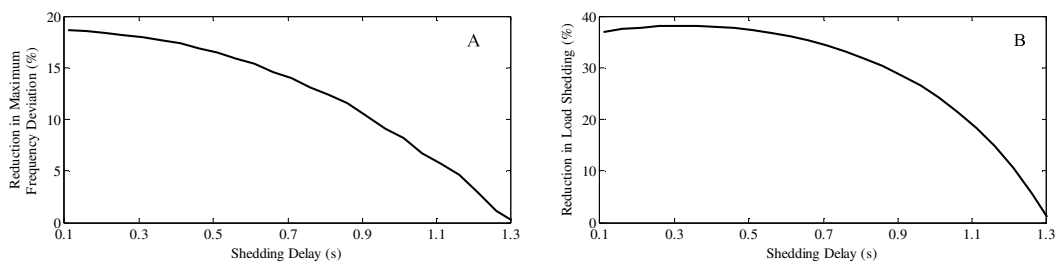 20
15
10
5
0
Reduction in Maximum
Frequency Deviation (%)
A
0.1 0.3 0.5 0.7 0.9 1.1 1.3
Shedding Delay (s)
40
30
20
10
0
Reduction in Load Shedding (%)
B
0.1 0.3 0.5 0.7 0.9 1.1 1.3
Shedding Delay (s)